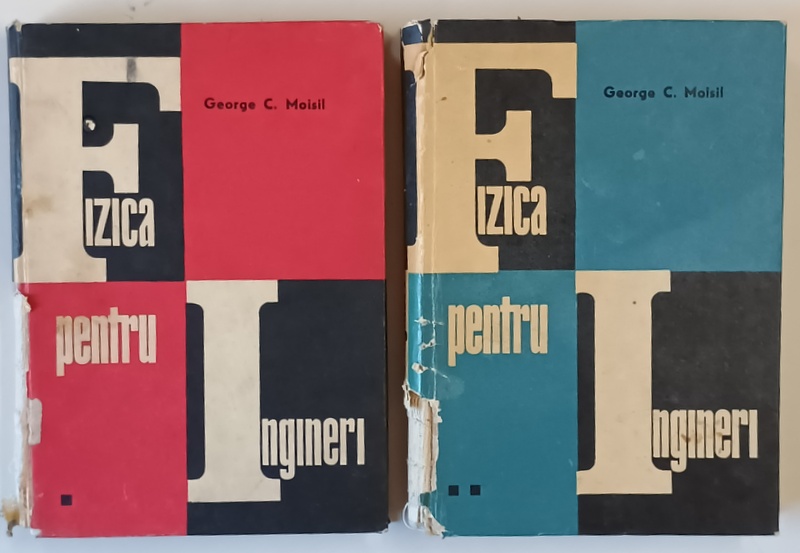 George C. Moisil
Fizica
pentru
Ingineri
George C. Moisil
Fizica
pentru
Ingineri